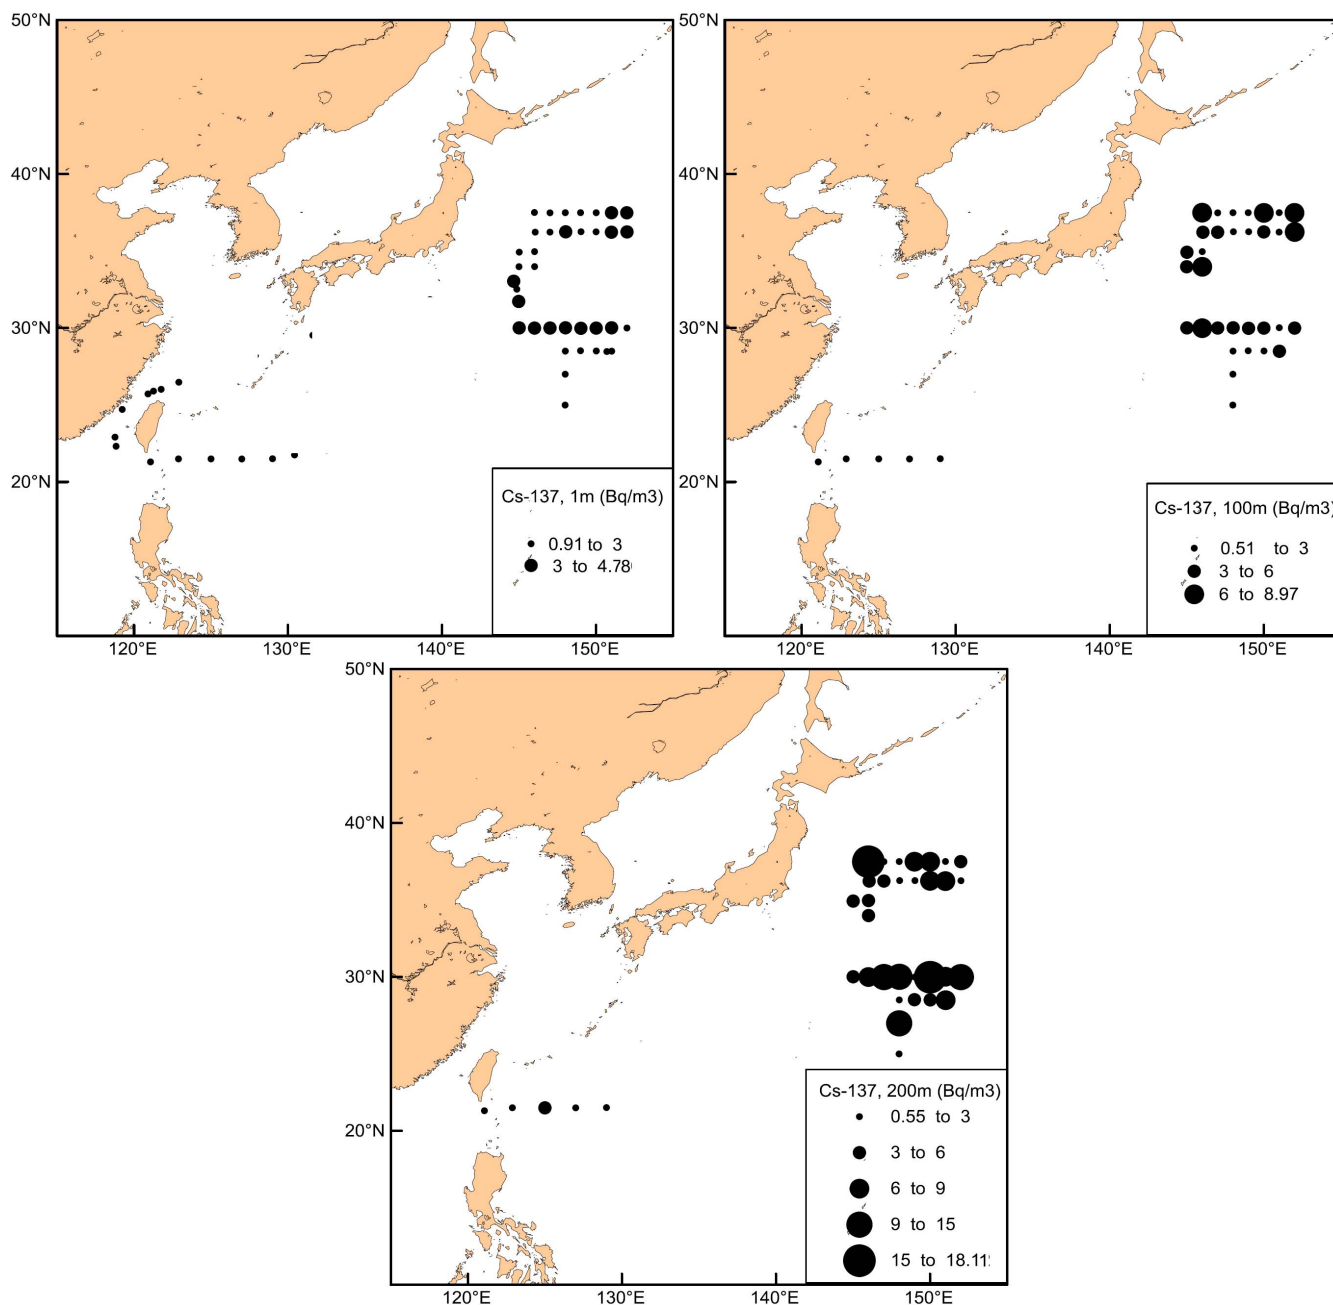 50°N
40°N
30°N
20°N
120°E 130°E 140°E 150°E
Cs-137, 1m (Bq/m3)
0.91 to 3
3 to 4.78
50°N
40°N
30°N
20°N
120°E 130°E 140°E 150°E
Cs-137, 100m (Bq/m3)
0.51 to 3
3 to 6
6 to 8.97
50°N
40°N
30°N
20°N
120°E 130°E 140°E 150°E
Cs-137, 200m (Bq/m3)
0.55 to 3
3 to 6
6 to 9
9 to 15
15 to 18.11